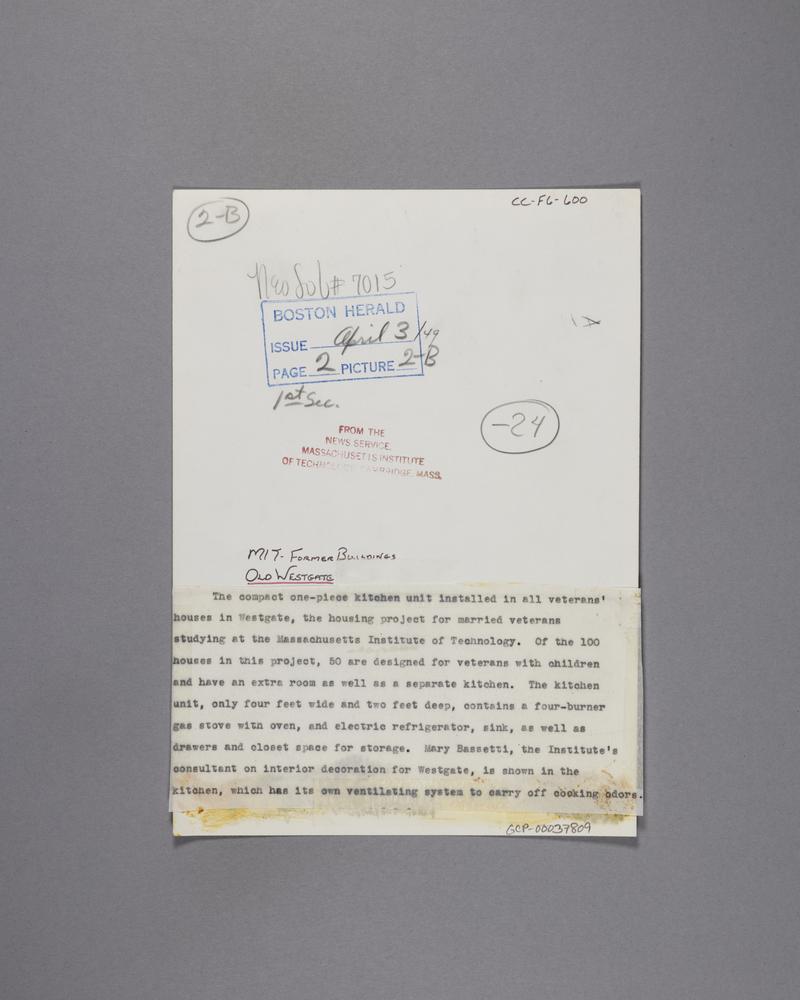 2-B
CC-F6-600
Neo Sol # 7015
BOSTON HERALD
ISSUE April 3/49
PAGE 2 PICTURE 2-B
1st Sec.
-24
FROM THE
NEWS SERVICE
MASSACHUSETTS INSTITUTE
OF TECHNOLOGY CAMBRIDGE, MASS.
MIT- FORMER BUILDINGS
OLD WESTGATE
The compact one-piece kitchen unit installed in all veterans'
houses in Westgate, the housing project for married veterans
studying at the Massachusetts Institute of Technology. Of the 100
houses in this project, 50 are designed for veterans with children
and have an extra room as well as a separate kitchen. The kitchen
unit, only four feet wide and two feet deep, contains a four-burner
gas stove with oven, and electric refrigerator, sink, as well as
drawers and closet space for storage. Mary Bassetti, the Institute's
consultant on interior decoration for Westgate, is shown in the
kitchen, which has its own ventilating system to carry off cooking odors.
GCP-00037809